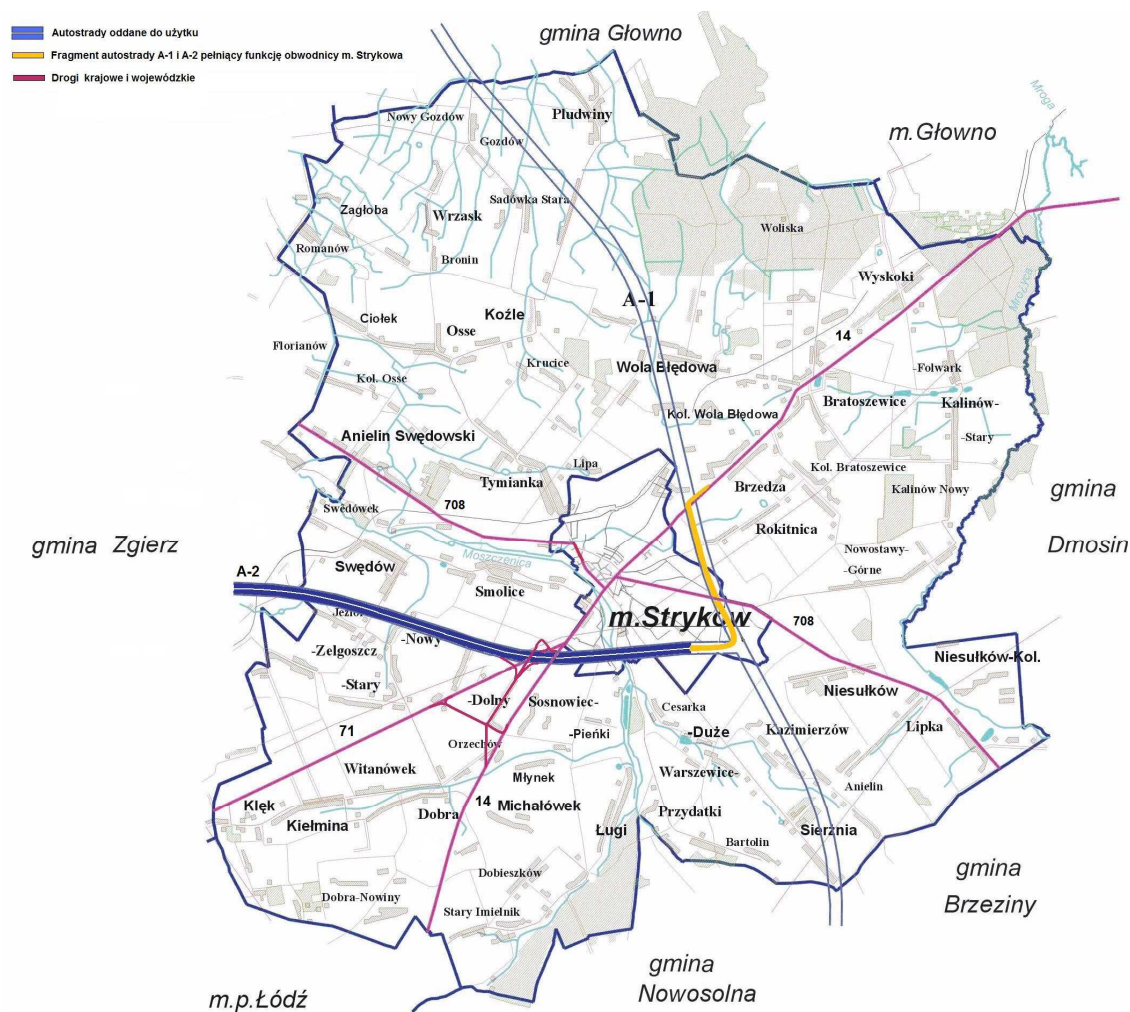 Autostrady oddane do użytku
Fragment autostrady A-1 i A-2 pełniący funkcję obwodnicy m. Strykowa
Drogi krajowe i wojewódzkie
gmina Głowno
Mroga
m.Głowno
Nowy Gozdów
Pludwiny
Gozdów
Zagłoba
Wrzask
Sadówka Stara
Woliska
Romanów
Bronin
Wyskoki
Mrożyca
A-1
Ciołek
Koźle
Osse
14
Florianów
Kol. Osse
Krucice
Wola Błędowa
-Folwark
Bratoszewice
Kalinów-
Kol. Wola Błędowa
-Stary
Anielin Swędowski
Lipa
Kol. Bratoszewice
Tymianka
Brzedza
Kalinów Nowy
gmina
Dmosin
708
Swędówek
Rokitnica
Moszczenica
Nowostawy-
-Górne
gmina Zgierz
A-2
Swędów
Smolice
m.Stryków
708
-Nowy
-Zelgoszcz
-Stary
Niesułków-Kol.
Niesułków
-Dolny
Sosnowiec-
Cesarka
Lipka
71
-Pieńki
-Duże
Kazimierzów
Orzechów
Witanówek
Młynek
Warszewice-
Anielin
Klęk
14
Michałówek
Przydatki
Kiełmina
Dobra
Ługi
Sierżnia
Bartolin
gmina
Brzeziny
Dobieszków
Dobra-Nowiny
Stary Imielnik
gmina
Nowosolna
m.p.Łódź